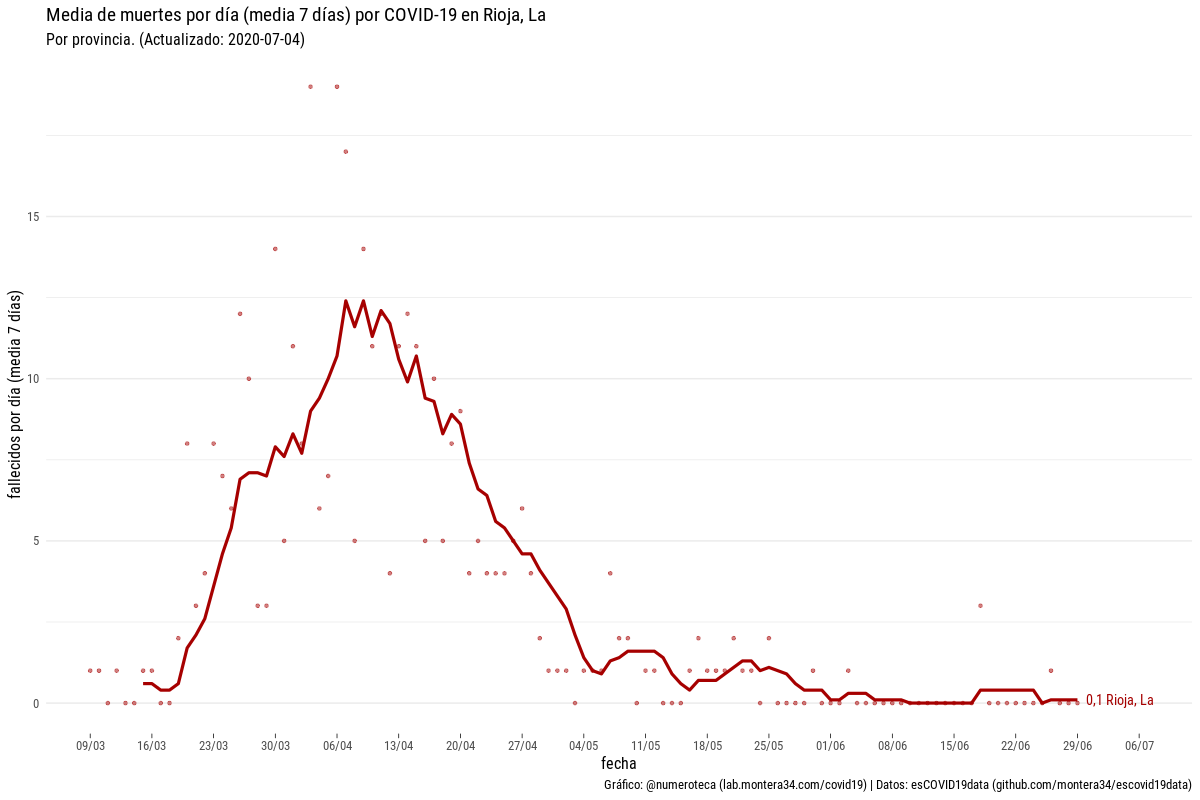 Media de muertes por día (media 7 días) por COVID-19 en Rioja, La
Por provincia. (Actualizado: 2020-07-04)
fallecidos por día (media 7 días)
15
10
5
0
0,1 Rioja, La
09/03 16/03 23/03 30/03 06/04 13/04 20/04 27/04 04/05 11/05 18/05 25/05 01/06 08/06 15/06 22/06 29/06 06/07
fecha
Gráfico: @numeroteca (lab.montera34.com/covid19) | Datos: esCOVID19data (github.com/montera34/escovid19data)